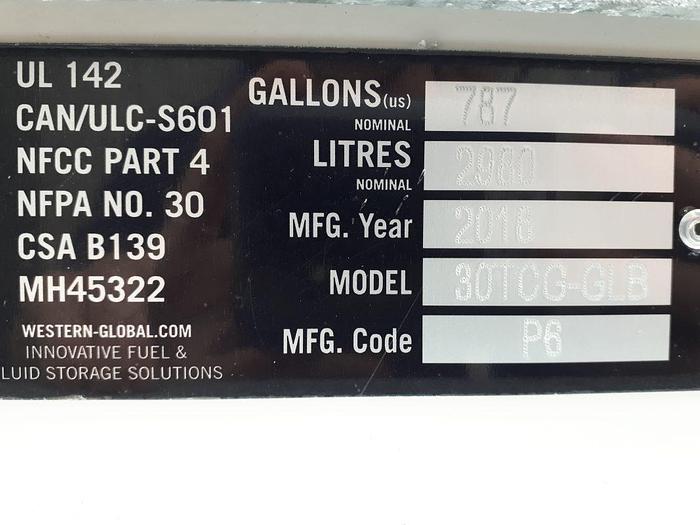 UL 142
CAN/ULC-S601
NFCC PART 4
NFPA NO. 30
CSA B139
MH45322
WESTERN-GLOBAL.COM
INNOVATIVE FUEL &
LUID STORAGE SOLUTIONS
GALLONS(us) 787
NOMINAL
LITRES 2980
NOMINAL
MFG. Year
MODEL 30TCG-GLB
MFG. Code P6